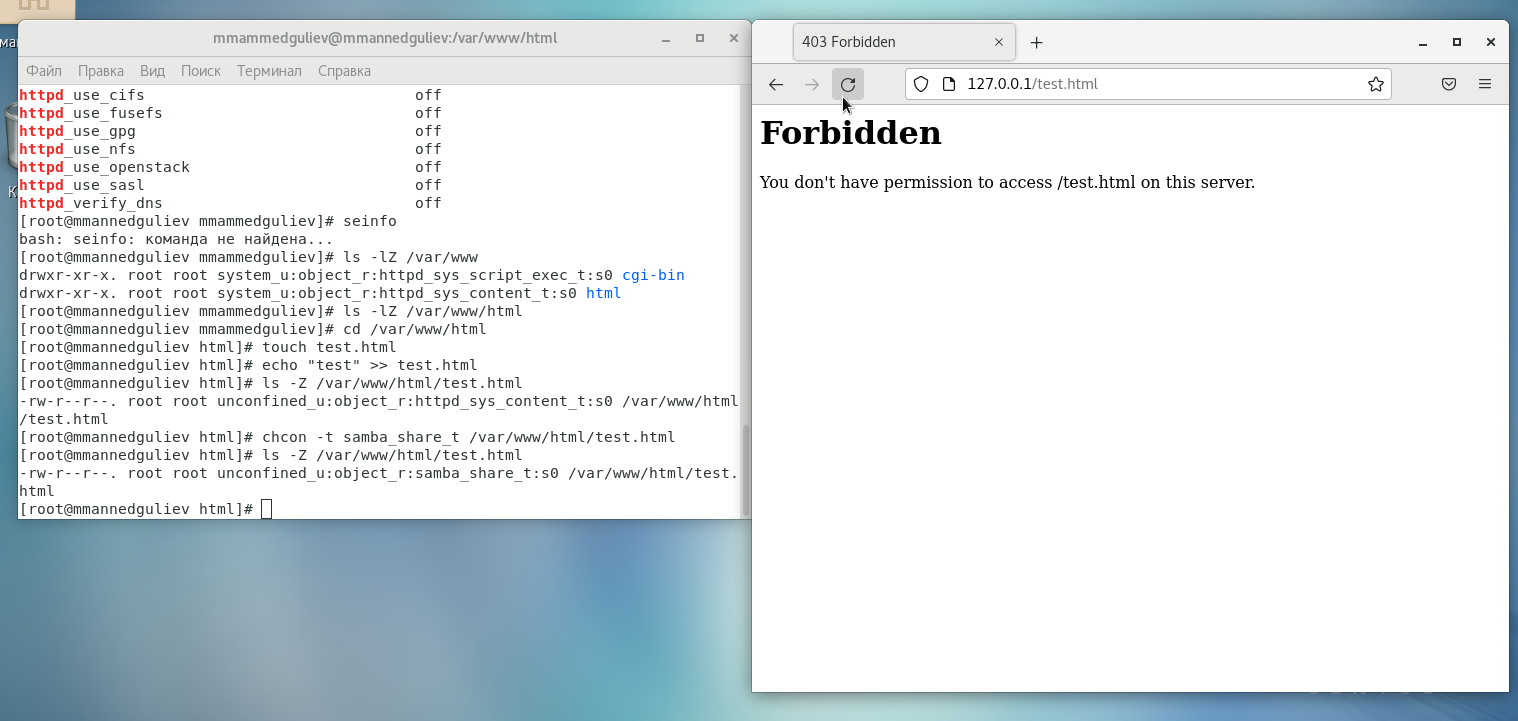 mmammedguliev@mmannedguliev:/var/www/html
Файл Правка Вид Поиск Терминал Справка
httpd_use_cifs off
httpd_use_fusefs off
httpd_use_gpg off
httpd_use_nfs off
httpd_use_openstack off
httpd_use_sasl off
httpd_verify_dns off
[root@mmannedguliev mmammedguliev]# seinfo
bash: seinfo: команда не найдена...
[root@mmannedguliev mmammedguliev]# ls -lZ /var/www
drwxr-xr-x. root root system_u:object_r:httpd_sys_script_exec_t:s0 cgi-bin
drwxr-xr-x. root root system_u:object_r:httpd_sys_content_t:s0 html
[root@mmannedguliev mmammedguliev]# ls -lZ /var/www/html
[root@mmannedguliev mmammedguliev]# cd /var/www/html
[root@mmannedguliev html]# touch test.html
[root@mmannedguliev html]# echo "test" >> test.html
[root@mmannedguliev html]# ls -Z /var/www/html/test.html
-rw-r--r--. root root unconfined_u:object_r:httpd_sys_content_t:s0 /var/www/html
/test.html
[root@mmannedguliev html]# chcon -t samba_share_t /var/www/html/test.html
[root@mmannedguliev html]# ls -Z /var/www/html/test.html
-rw-r--r--. root root unconfined_u:object_r:samba_share_t:s0 /var/www/html/test.
html
[root@mmannedguliev html]#
403 Forbidden
127.0.0.1/test.html
Forbidden
You don't have permission to access /test.html on this server.